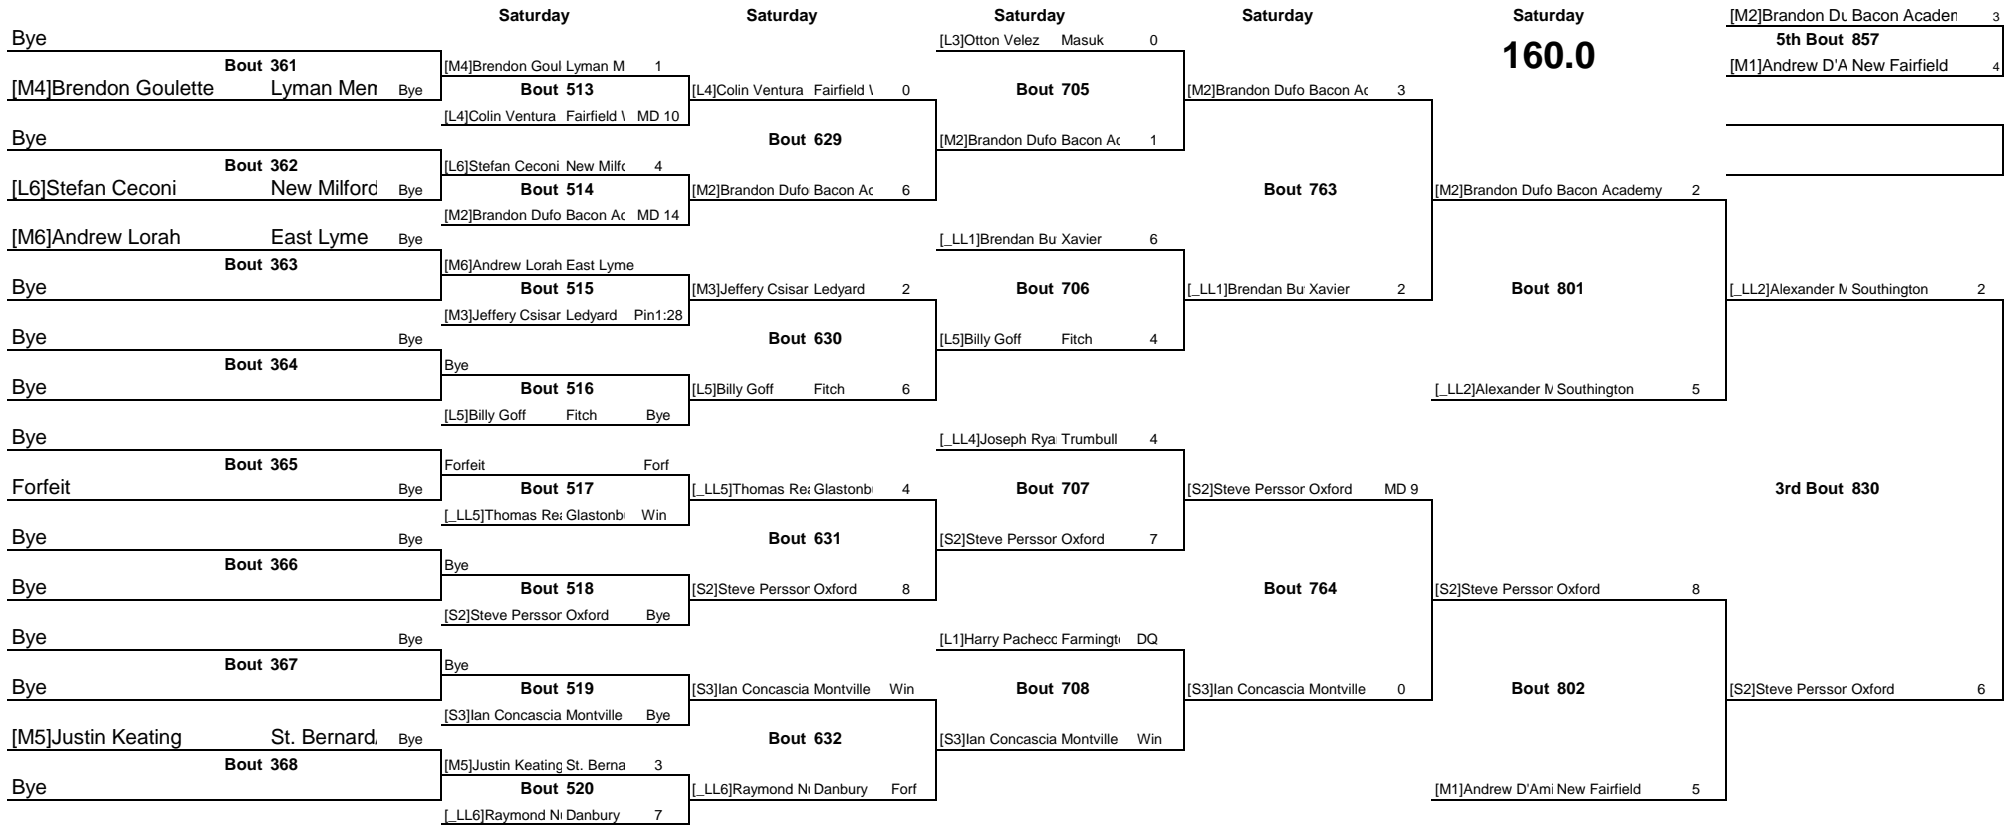 Saturday Saturday Saturday Saturday Saturday
160.0
Bye
Bout 361
[M4]Brendon Goulette Lyman Mem Bye
Bye
Bout 362
[L6]Stefan Ceconi New Milford Bye
[M6]Andrew Lorah East Lyme Bye
Bout 363
Bye
Bye Bye
Bout 364
Bye
Bye
Bout 365
Forfeit Bye
Bye Bye
Bout 366
Bye
Bye Bye
Bout 367
Bye
[M5]Justin Keating St. Bernard Bye
Bout 368
Bye
[M4]Brendon Goul Lyman M 1
Bout 513
[L4]Colin Ventura Fairfield MD 10
[L6]Stefan Ceconi New Milfo 4
Bout 514
[M2]Brandon Dufo Bacon Ac MD 14
[M6]Andrew Lorah East Lyme
Bout 515
[M3]Jeffery Csisar Ledyard Pin1:28
Bye
Bout 516
[L5]Billy Goff Fitch Bye
Forfeit Forf
Bout 517
[_LL5]Thomas Rea Glastonb Win
Bye
Bout 518
[S2]Steve Persson Oxford Bye
Bye
Bout 519
[S3]Ian Concascia Montville Bye
[M5]Justin Keating St. Berna 3
Bout 520
[_LL6]Raymond Nu Danbury 7
[L4]Colin Ventura Fairfield 0
Bout 629
[M2]Brandon Dufo Bacon Ac 6
[M3]Jeffery Csisar Ledyard 2
Bout 630
[L5]Billy Goff Fitch 6
[_LL5]Thomas Rea Glastonb 4
Bout 631
[S2]Steve Persson Oxford 8
[S3]Ian Concascia Montville Win
Bout 632
[_LL6]Raymond Nu Danbury Forf
[L3]Otton Velez Masuk 0
Bout 705
[M2]Brandon Dufo Bacon Ac 1
[_LL1]Brendan Bu Xavier 6
Bout 706
[L5]Billy Goff Fitch 4
[_LL4]Joseph Rya Trumbull 4
Bout 707
[S2]Steve Persson Oxford 7
[L1]Harry Pacheco Farmingt DQ
Bout 708
[S3]Ian Concascia Montville Win
[M2]Brandon Dufo Bacon Ac 3
Bout 763
[_LL1]Brendan Bu Xavier 2
[S2]Steve Persson Oxford MD 9
Bout 764
[S3]Ian Concascia Montville 0
[M2]Brandon Dufo Bacon Academy 2
Bout 801
[_LL2]Alexander M Southington 5
[S2]Steve Persson Oxford 8
Bout 802
[M1]Andrew D'Ami New Fairfield 5
[M2]Brandon Du Bacon Academ 3
5th Bout 857
[M1]Andrew D'A New Fairfield 4
[_LL2]Alexander M Southington 2
3rd Bout 830
[S2]Steve Persson Oxford 6